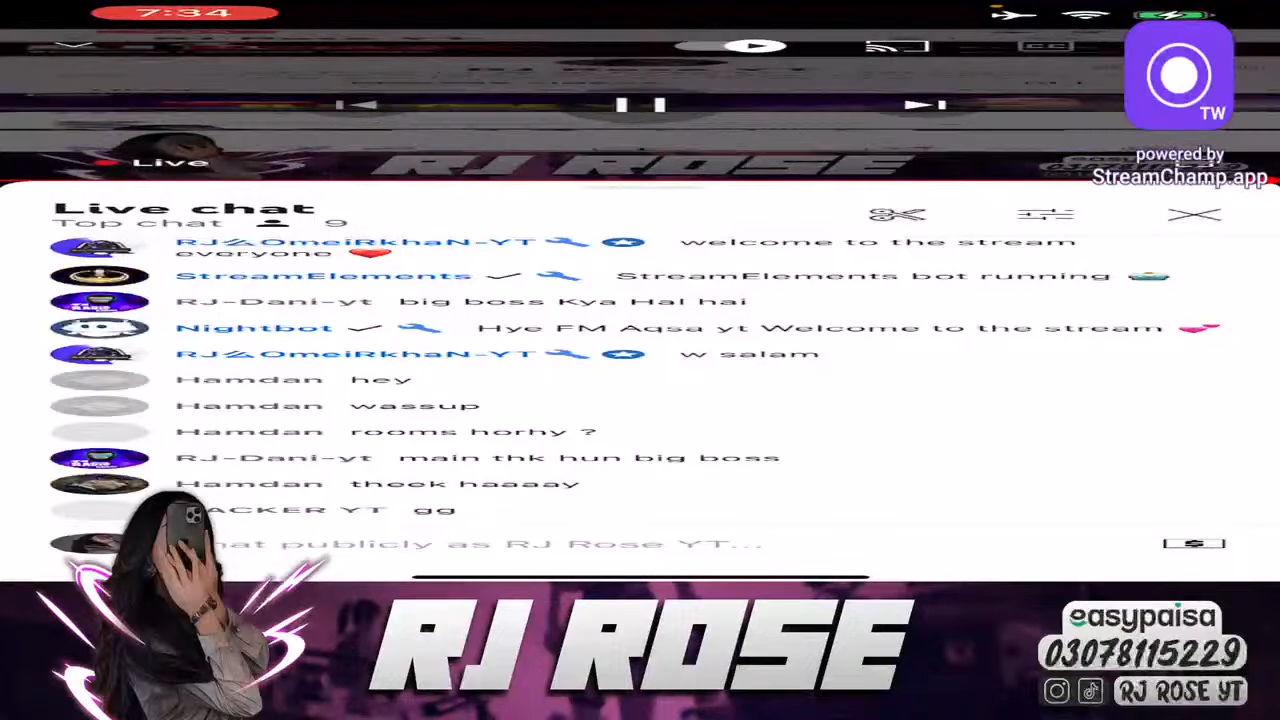 7:34
CC
TW
Live
RJ ROSE
powered by
StreamChamp.app
Live chat
Top chat 9
OmeiRkhaN-YT welcome to the stream
everyone ❤️
StreamElements StreamElements bot running
RJ-Dani-yt big boss Kya Hal hai
Nightbot Hye FM Aqsa yt Welcome to the stream 💕
OmeiRkhaN-YT w salam
Hamdan hey
Hamdan wassup
Hamdan rooms horhy ?
RJ-Dani-yt main thk hun big boss
Hamdan theek haaaay
ACKER YT gg
hat publicly as RJ Rose YT...
RJ ROSE
easypaisa
03078115229
RJ ROSE YT